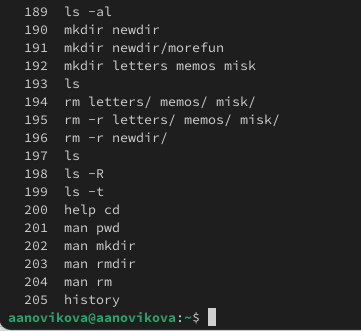 189 ls -al
190 mkdir newdir
191 mkdir newdir/morefun
192 mkdir letters memos misk
193 ls
194 rm letters/ memos/ misk/
195 rm -r letters/ memos/ misk/
196 rm -r newdir/
197 ls
198 ls -R
199 ls -t
200 help cd
201 man pwd
202 man mkdir
203 man rmdir
204 man rm
205 history
aanovikova@aanovikova:~$